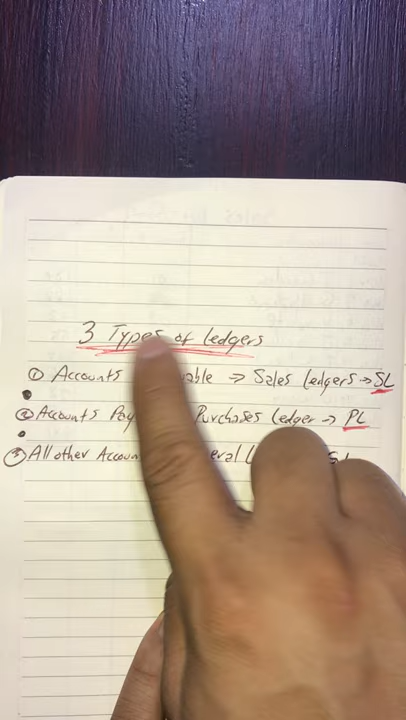 3 Types of ledgers
① Accounts able → Sales ledgers → SL
② Accounts Pay Purchases ledger → PL
③ All other Accoun eral